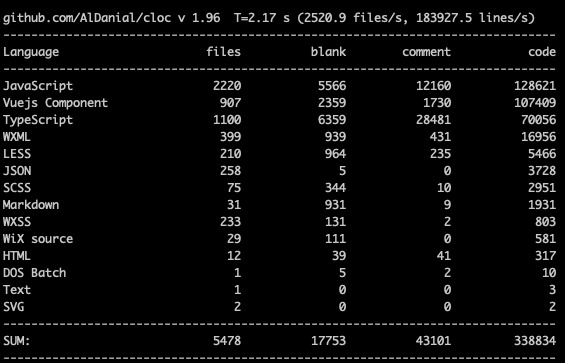 github.com/AlDanial/cloc v 1.96  T=2.17 s (2520.9 files/s, 183927.5 lines/s)
-------------------------------------------------------------------------------
Language                     files          blank        comment           code
-------------------------------------------------------------------------------
JavaScript                    2220           5566          12160         128621
Vuejs Component                907           2359           1730         107409
TypeScript                    1100           6359          28481          70056
WXML                           399            939            431          16956
LESS                           210            964            235           5466
JSON                           258              5              0           3728
SCSS                            75            344             10           2951
Markdown                        31            931              9           1931
WXSS                           233            131              2            803
WiX source                      29            111              0            581
HTML                            12             39             41            317
DOS Batch                        1              5              2             10
Text                             1              0              0              3
SVG                              2              0              0              2
-------------------------------------------------------------------------------
SUM:                          5478          17753          43101         338834
-------------------------------------------------------------------------------